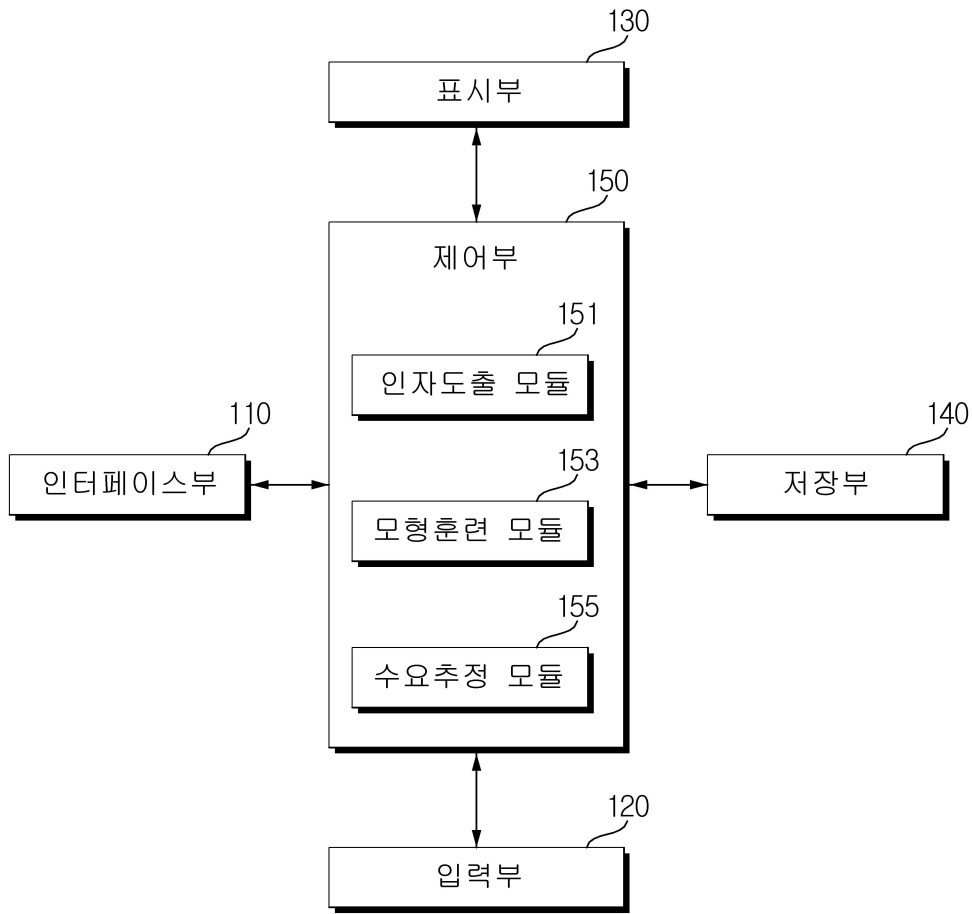 130
표시부
150
제어부
151
인자도출 모듈
110
인터페이스부
140
저장부
153
모형훈련 모듈
155
수요추정 모듈
120
입력부